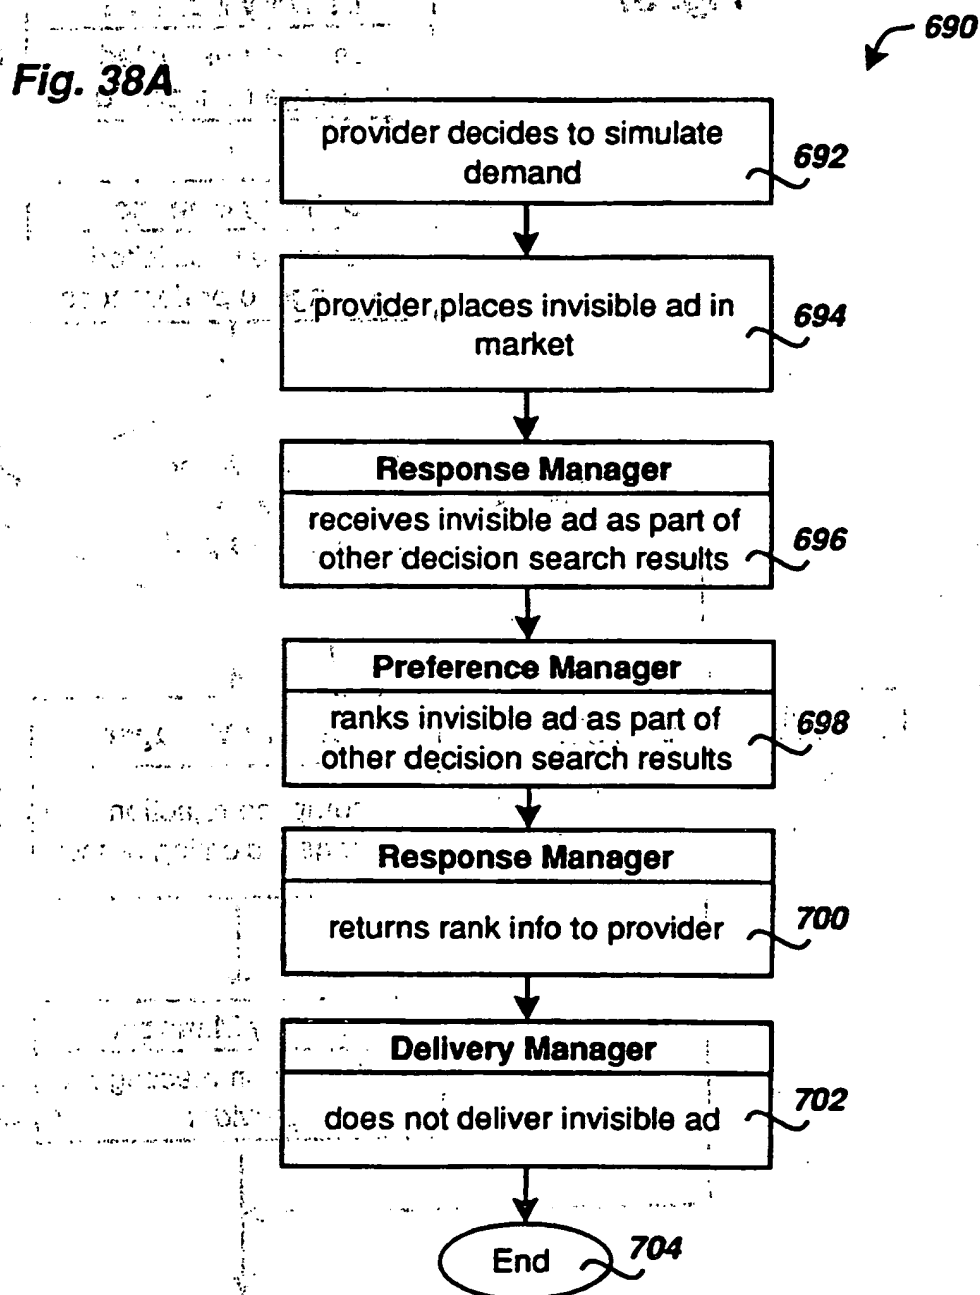 690
Fig. 38A
provider decides to simulate
demand
692
provider places invisible ad in
market
694
Response Manager
receives invisible ad as part of
other decision search results
696
Preference Manager
ranks invisible ad as part of
other decision search results
698
Response Manager
returns rank info to provider
700
Delivery Manager
does not deliver invisible ad
702
End
704